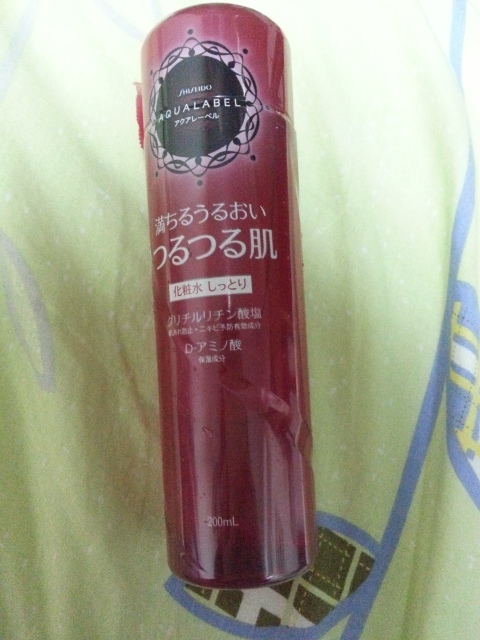 SHISEIDO
AQUALABEL
アクアレーベル
満ちるうるおい
つるつる肌
化粧水 しっとり
グリチルリチン酸塩
肌あれ防止・ニキビ予防有効成分
D-アミノ酸
保湿成分
200mL